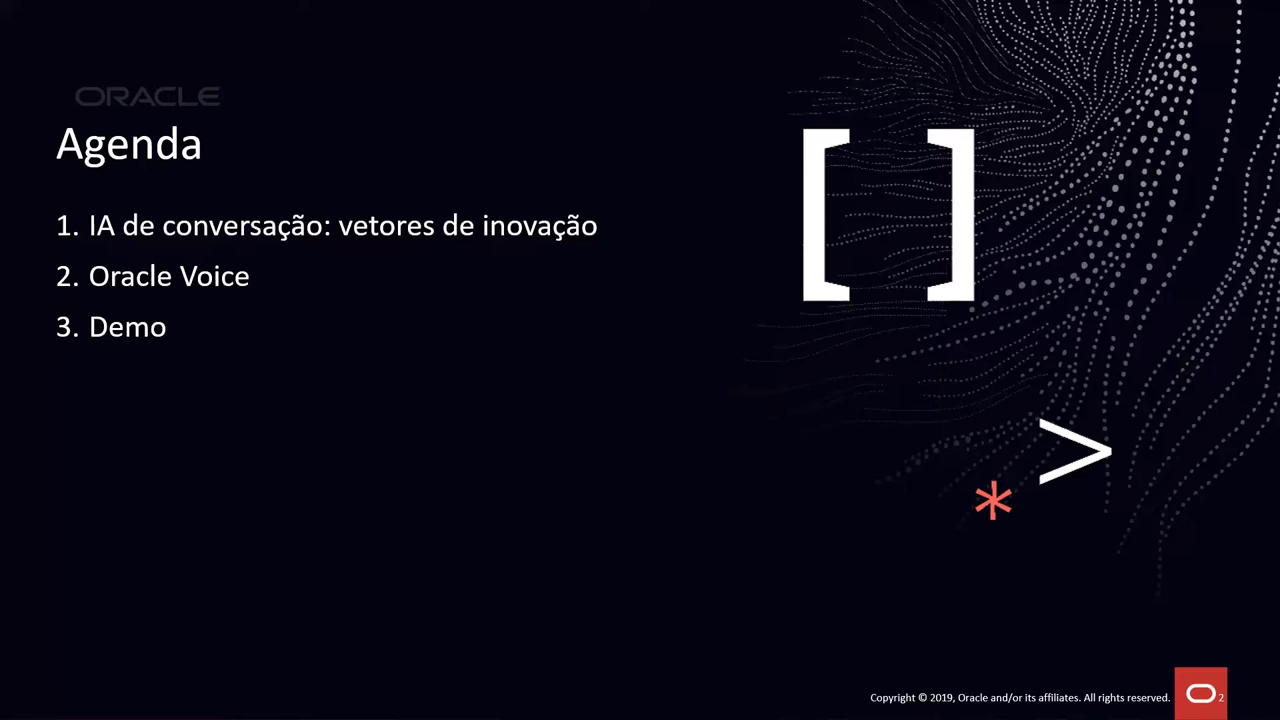 ORACLE
Agenda
1. IA de conversação: vetores de inovação
2. Oracle Voice
3. Demo
[ ]
>
*
Copyright © 2019, Oracle and/or its affiliates. All rights reserved.
2